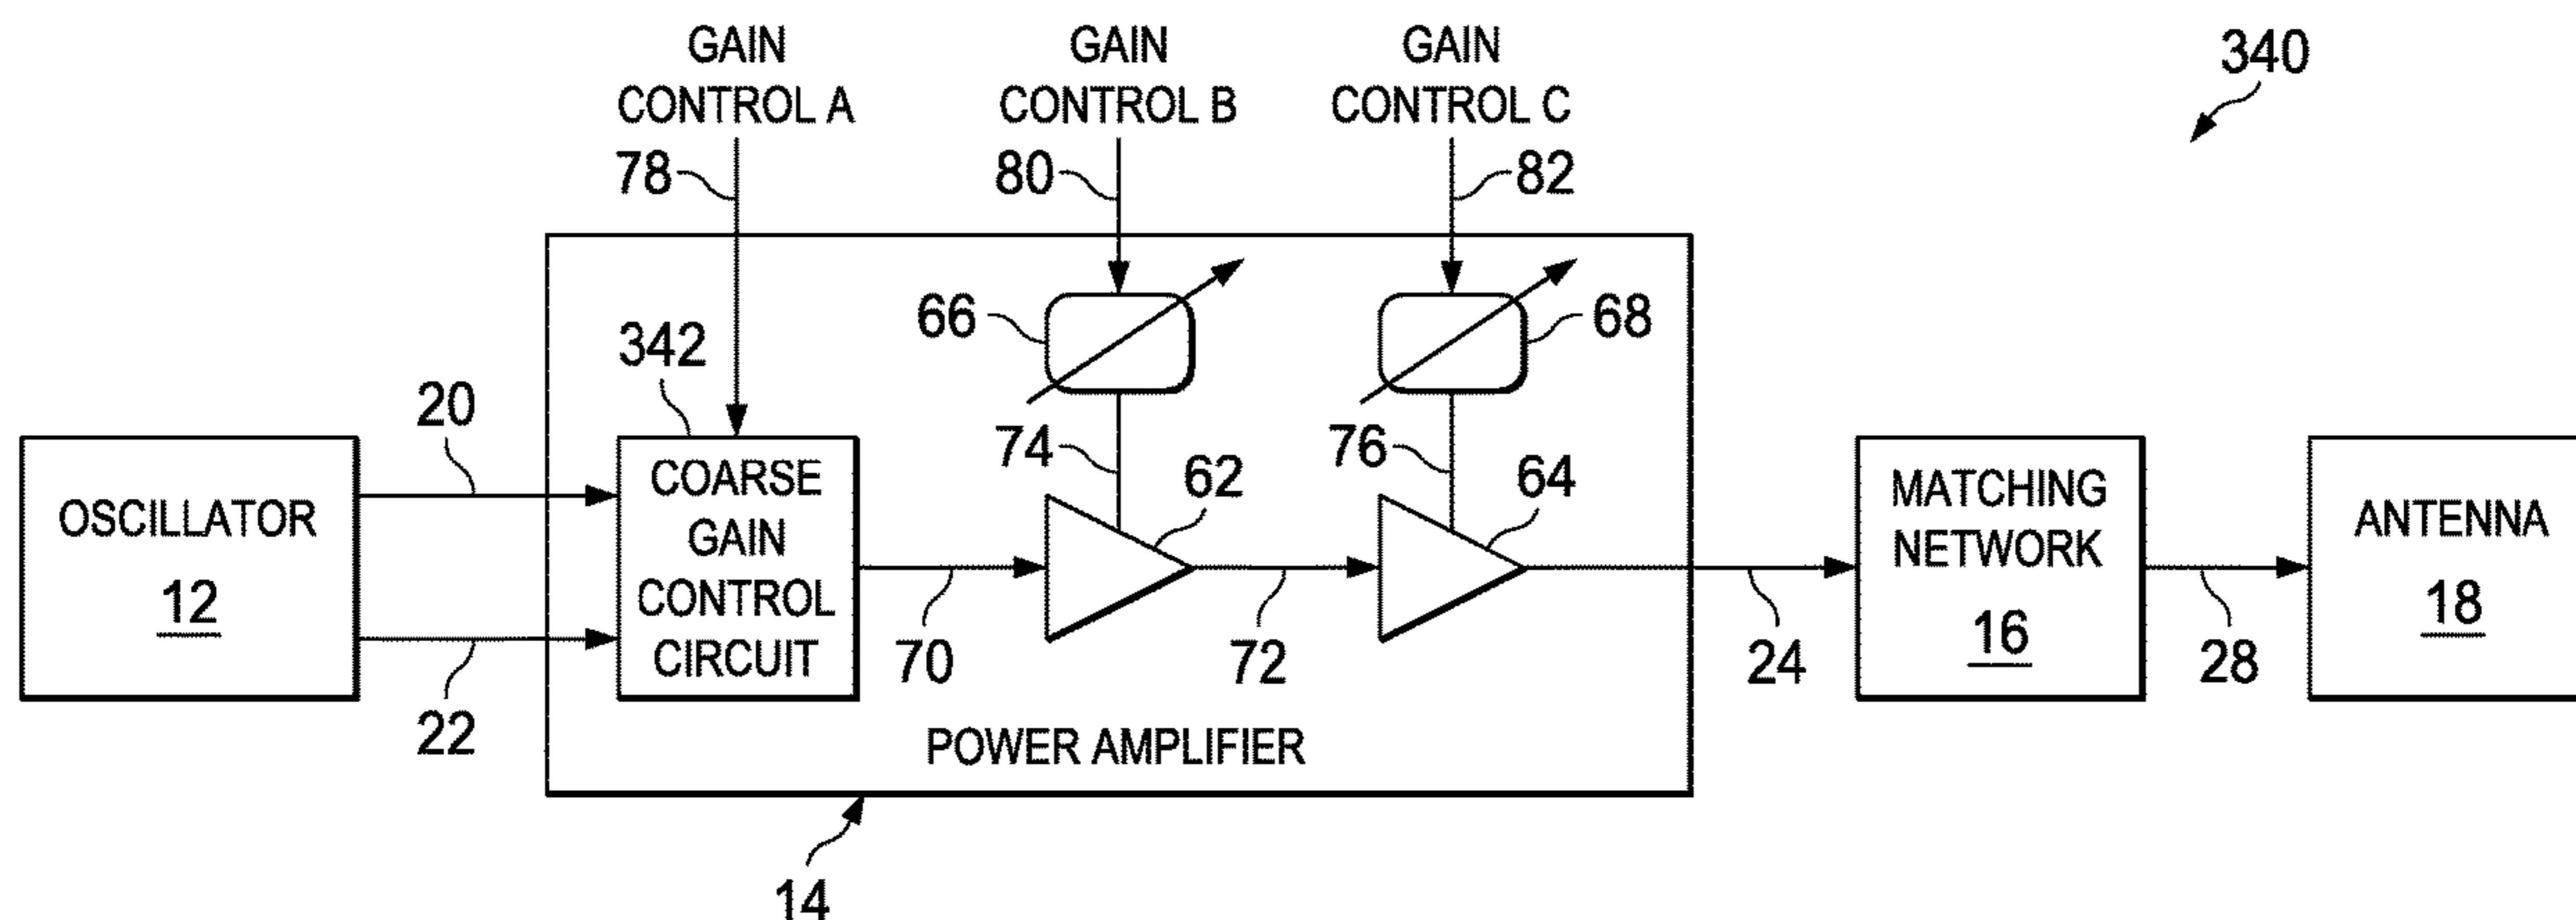 GAIN
CONTROL A
GAIN
CONTROL B
GAIN
CONTROL C
340
78
80
82
66
68
342
20
74
62
76
64
OSCILLATOR
12
COARSE
GAIN
CONTROL
CIRCUIT
MATCHING
NETWORK
16
ANTENNA
18
22
70
72
24
28
POWER AMPLIFIER
14